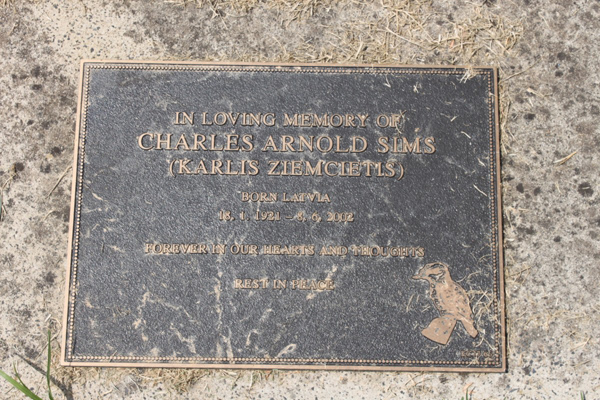 IN LOVING MEMORY OF
CHARLES ARNOLD SIMS
(KARLIS ZIEMCIETIS)
BORN LATVIA
18. 1. 1921 – 8. 6. 2002
FOREVER IN OUR HEARTS AND THOUGHTS
REST IN PEACE